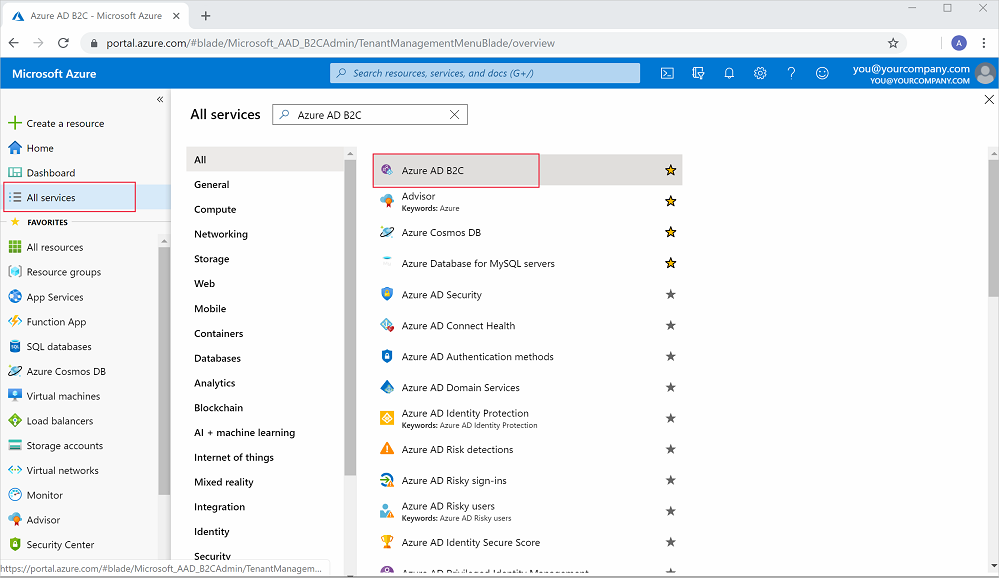 Azure AD B2C - Microsoft Azure
portal.azure.com/#blade/Microsoft_AAD_B2CAdmin/TenantManagementMenuBlade/overview
A
Microsoft Azure
Search resources, services, and docs (G+/)
you@yourcompany.com
YOU@YOURCOMPANY.COM
Create a resource
Home
Dashboard
All services
FAVORITES
All resources
Resource groups
App Services
Function App
SQL databases
Azure Cosmos DB
Virtual machines
Load balancers
Storage accounts
Virtual networks
Monitor
Advisor
Security Center
https://portal.azure.com/#blade/Microsoft_AAD_B2CAdmin/TenantManagem...
All services
Azure AD B2C
All
General
Compute
Networking
Storage
Web
Mobile
Containers
Databases
Analytics
Blockchain
AI + machine learning
Internet of things
Mixed reality
Integration
Identity
Security
Azure AD B2C
Advisor
Keywords: Azure
Azure Cosmos DB
Azure Database for MySQL servers
Azure AD Security
Azure AD Connect Health
Azure AD Authentication methods
Azure AD Domain Services
Azure AD Identity Protection
Keywords: Azure AD Identity Protection
Azure AD Risk detections
Azure AD Risky sign-ins
Azure AD Risky users
Keywords: Azure AD Risky users
Azure AD Identity Secure Score
Azure AD Privileged Identity Management